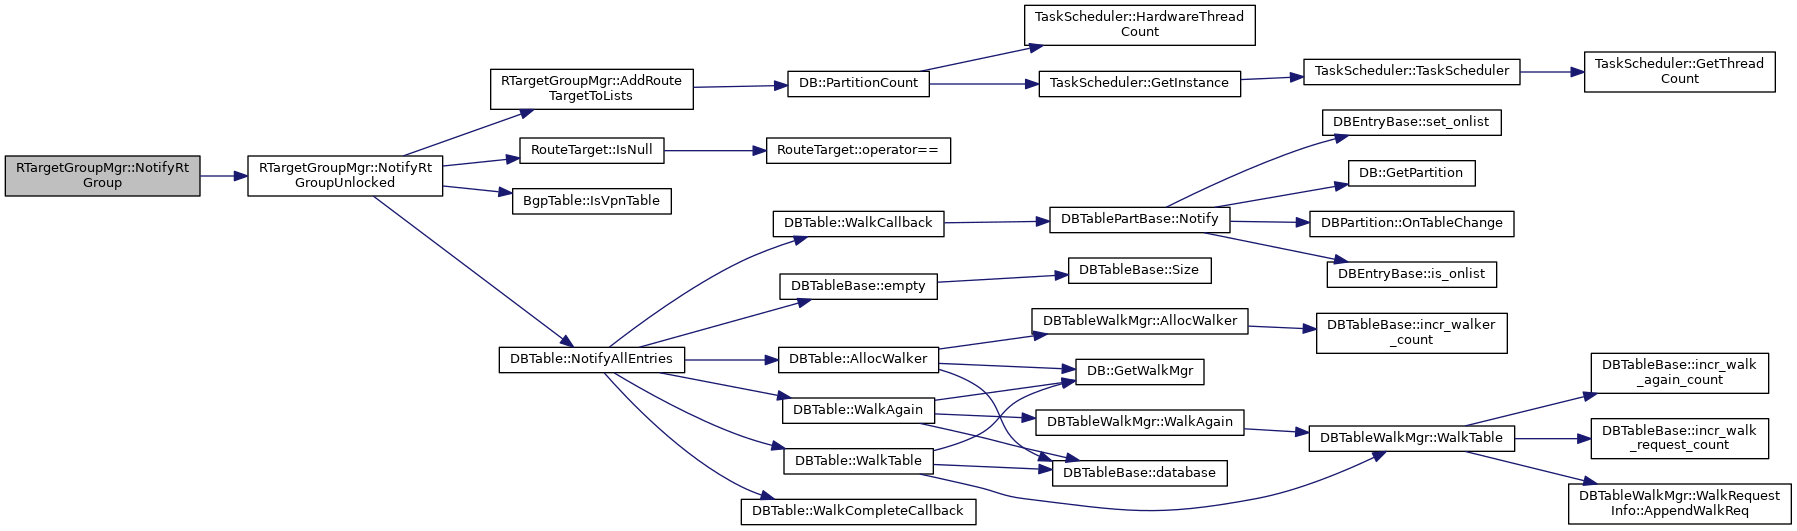 RTargetGroupMgr::NotifyRt
Group
RTargetGroupMgr::NotifyRt
GroupUnlocked
RTargetGroupMgr::AddRoute
TargetToLists
DB::PartitionCount
TaskScheduler::HardwareThread
Count
TaskScheduler::GetInstance
TaskScheduler::TaskScheduler
TaskScheduler::GetThread
Count
RouteTarget::IsNull
RouteTarget::operator==
BgpTable::IsVpnTable
DBTable::NotifyAllEntries
DBTable::WalkCallback
DBTablePartBase::Notify
DBEntryBase::set_onlist
DB::GetPartition
DBPartition::OnTableChange
DBEntryBase::is_onlist
DBTableBase::empty
DBTableBase::Size
DBTable::AllocWalker
DBTableWalkMgr::AllocWalker
DBTableBase::incr_walker
_count
DB::GetWalkMgr
DBTable::WalkAgain
DBTableWalkMgr::WalkAgain
DBTable::WalkTable
DBTableBase::database
DBTableWalkMgr::WalkTable
DBTableBase::incr_walk
_again_count
DBTableBase::incr_walk
_request_count
DBTableWalkMgr::WalkRequest
Info::AppendWalkReq
DBTable::WalkCompleteCallback